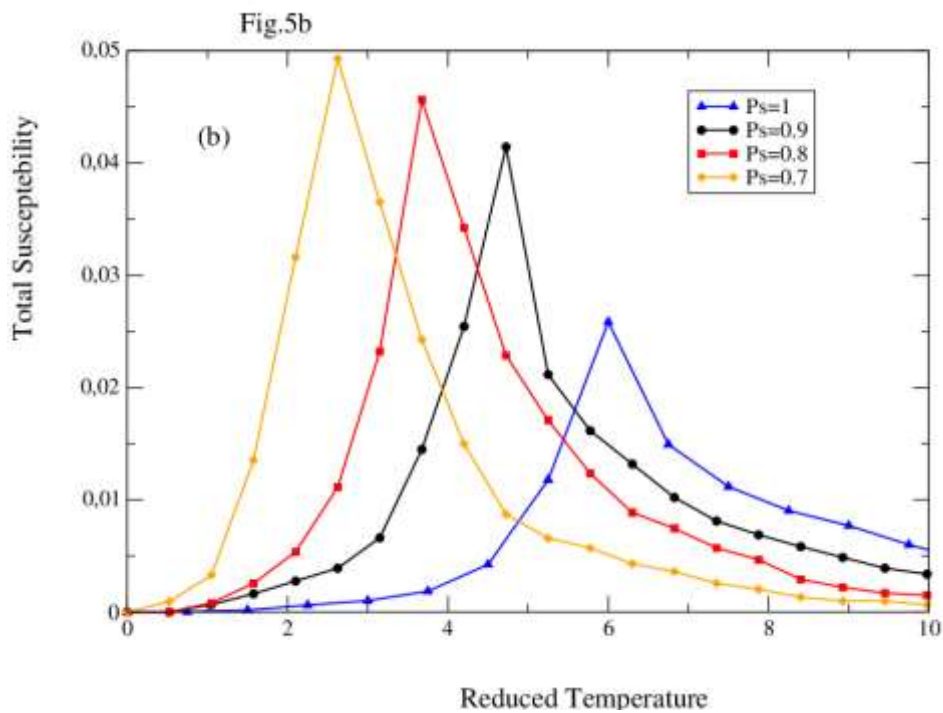 Fig.5b
0,05
0,04
0,03
0,02
0,01
0
Total Susceptebility
(b)
Ps=1
Ps=0.9
Ps=0.8
Ps=0.7
0 2 4 6 8 10
Reduced Temperature